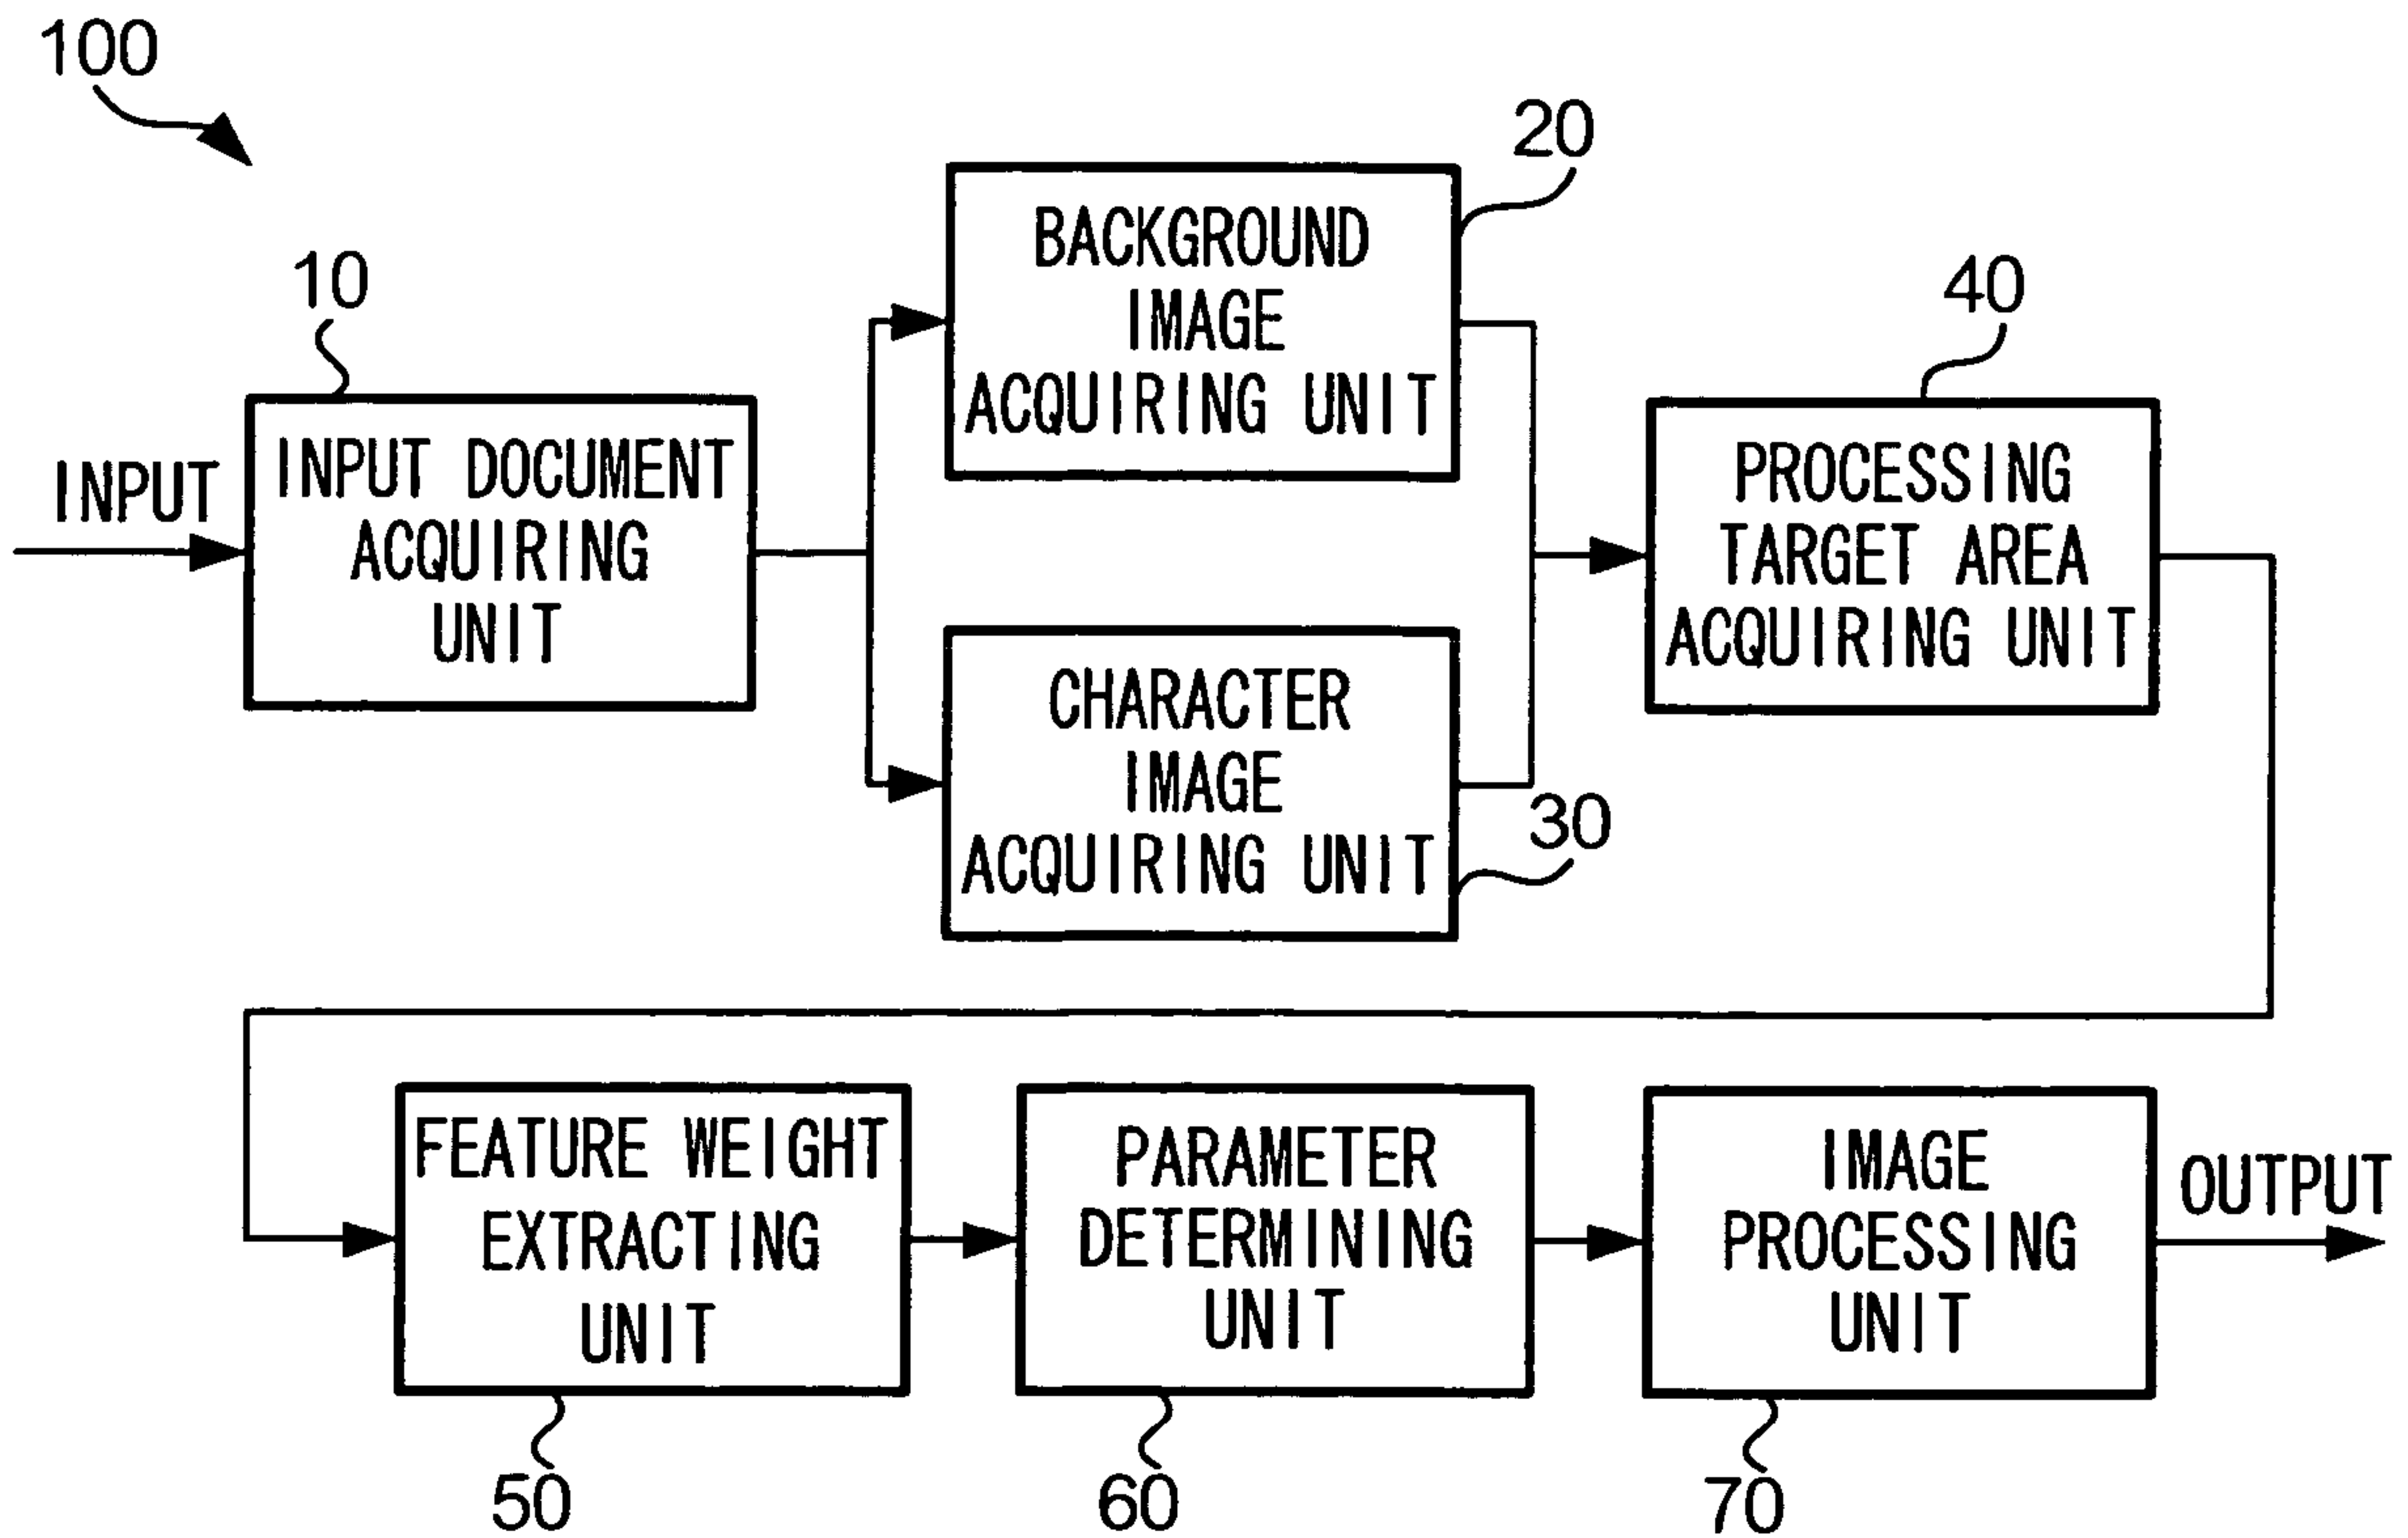 100
10
INPUT
INPUT DOCUMENT
ACQUIRING
UNIT
20
BACKGROUND
IMAGE
ACQUIRING UNIT
CHARACTER
IMAGE
ACQUIRING UNIT
30
40
PROCESSING
TARGET AREA
ACQUIRING UNIT
FEATURE WEIGHT
EXTRACTING
UNIT
50
PARAMETER
DETERMINING
UNIT
60
IMAGE
PROCESSING
UNIT
70
OUTPUT